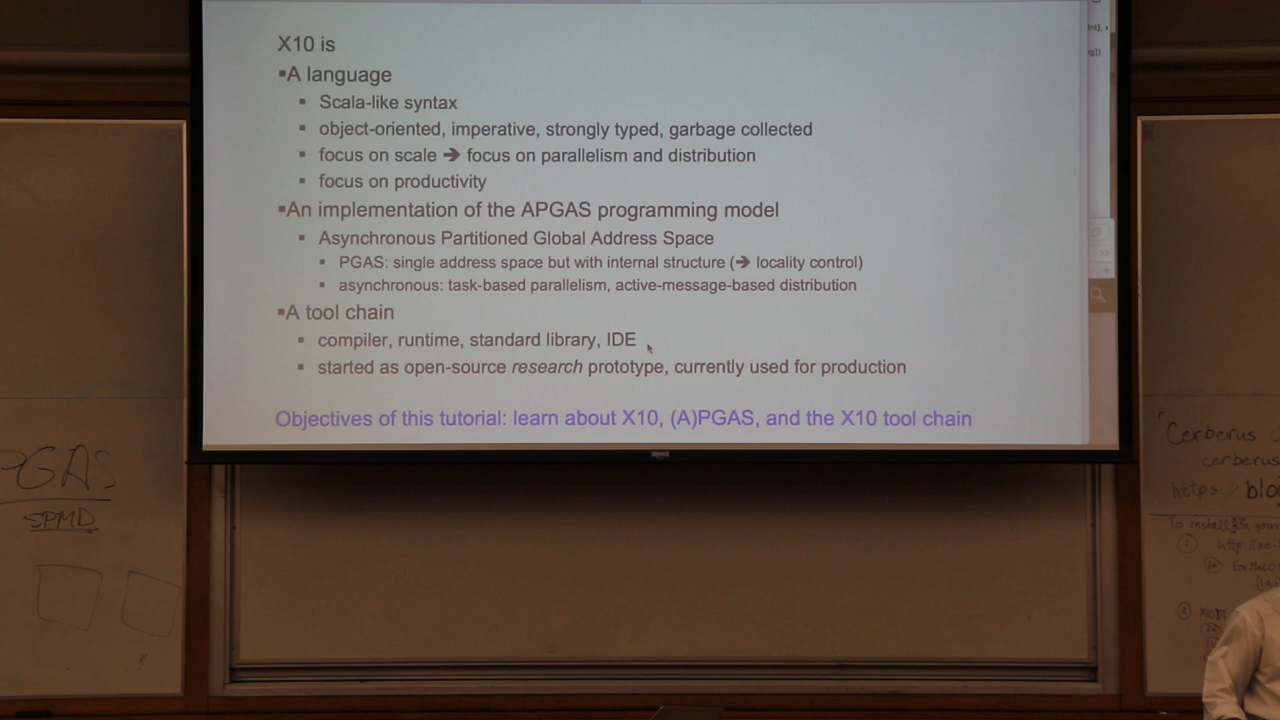 X10 is
▪A language
▪ Scala-like syntax
▪ object-oriented, imperative, strongly typed, garbage collected
▪ focus on scale ➔ focus on parallelism and distribution
▪ focus on productivity
▪An implementation of the APGAS programming model
▪ Asynchronous Partitioned Global Address Space
▪ PGAS: single address space but with internal structure (➔ locality control)
▪ asynchronous: task-based parallelism, active-message-based distribution
▪A tool chain
▪ compiler, runtime, standard library, IDE
▪ started as open-source research prototype, currently used for production
Objectives of this tutorial: learn about X10, (A)PGAS, and the X10 tool chain
PGAS
SPMD
Cerberus
cerberus
https://blo
To install
1
2